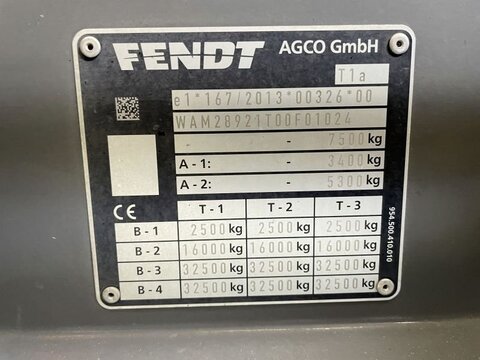 FENDT AGCO GmbH
T1a
e1*167/2013*00326*00
WAM28921T00F01024
- - 7500 kg
A - 1: - 3400 kg
A - 2: - 5300 kg
T - 1 T - 2 T - 3
B - 1 2500 kg 2500 kg 2500 kg
B - 2 16000 kg 16000 kg 16000 kg
B - 3 32500 kg 32500 kg 32500 kg
B - 4 32500 kg 32500 kg 32500 kg
CE
954.500.410.010